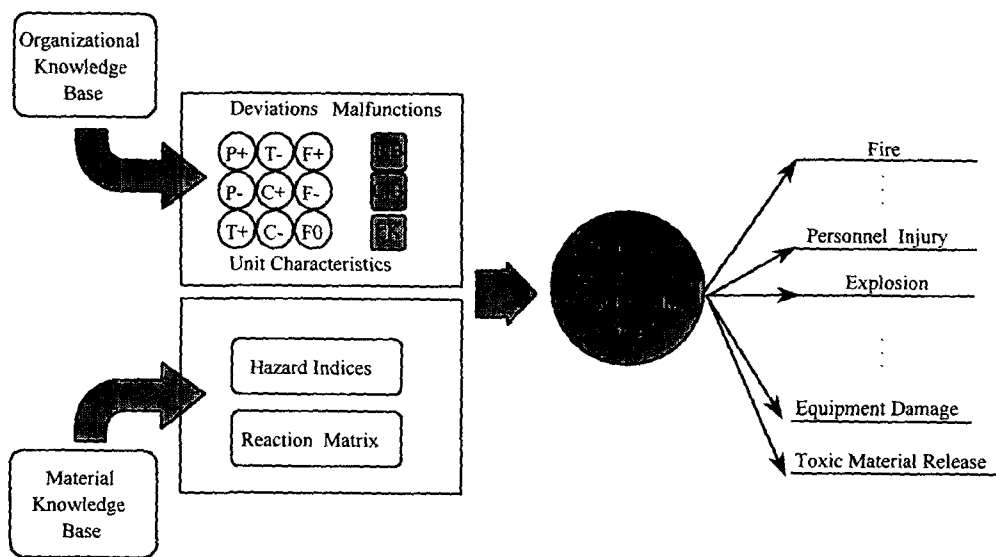 Organizational
Knowledge
Base
Deviations Malfunctions
P+ T- F+
P- C+ F-
T+ C- F0
Unit Characteristics
Hazard Indices
Reaction Matrix
Material
Knowledge
Base
Fire
Personnel Injury
Explosion
Equipment Damage
Toxic Material Release